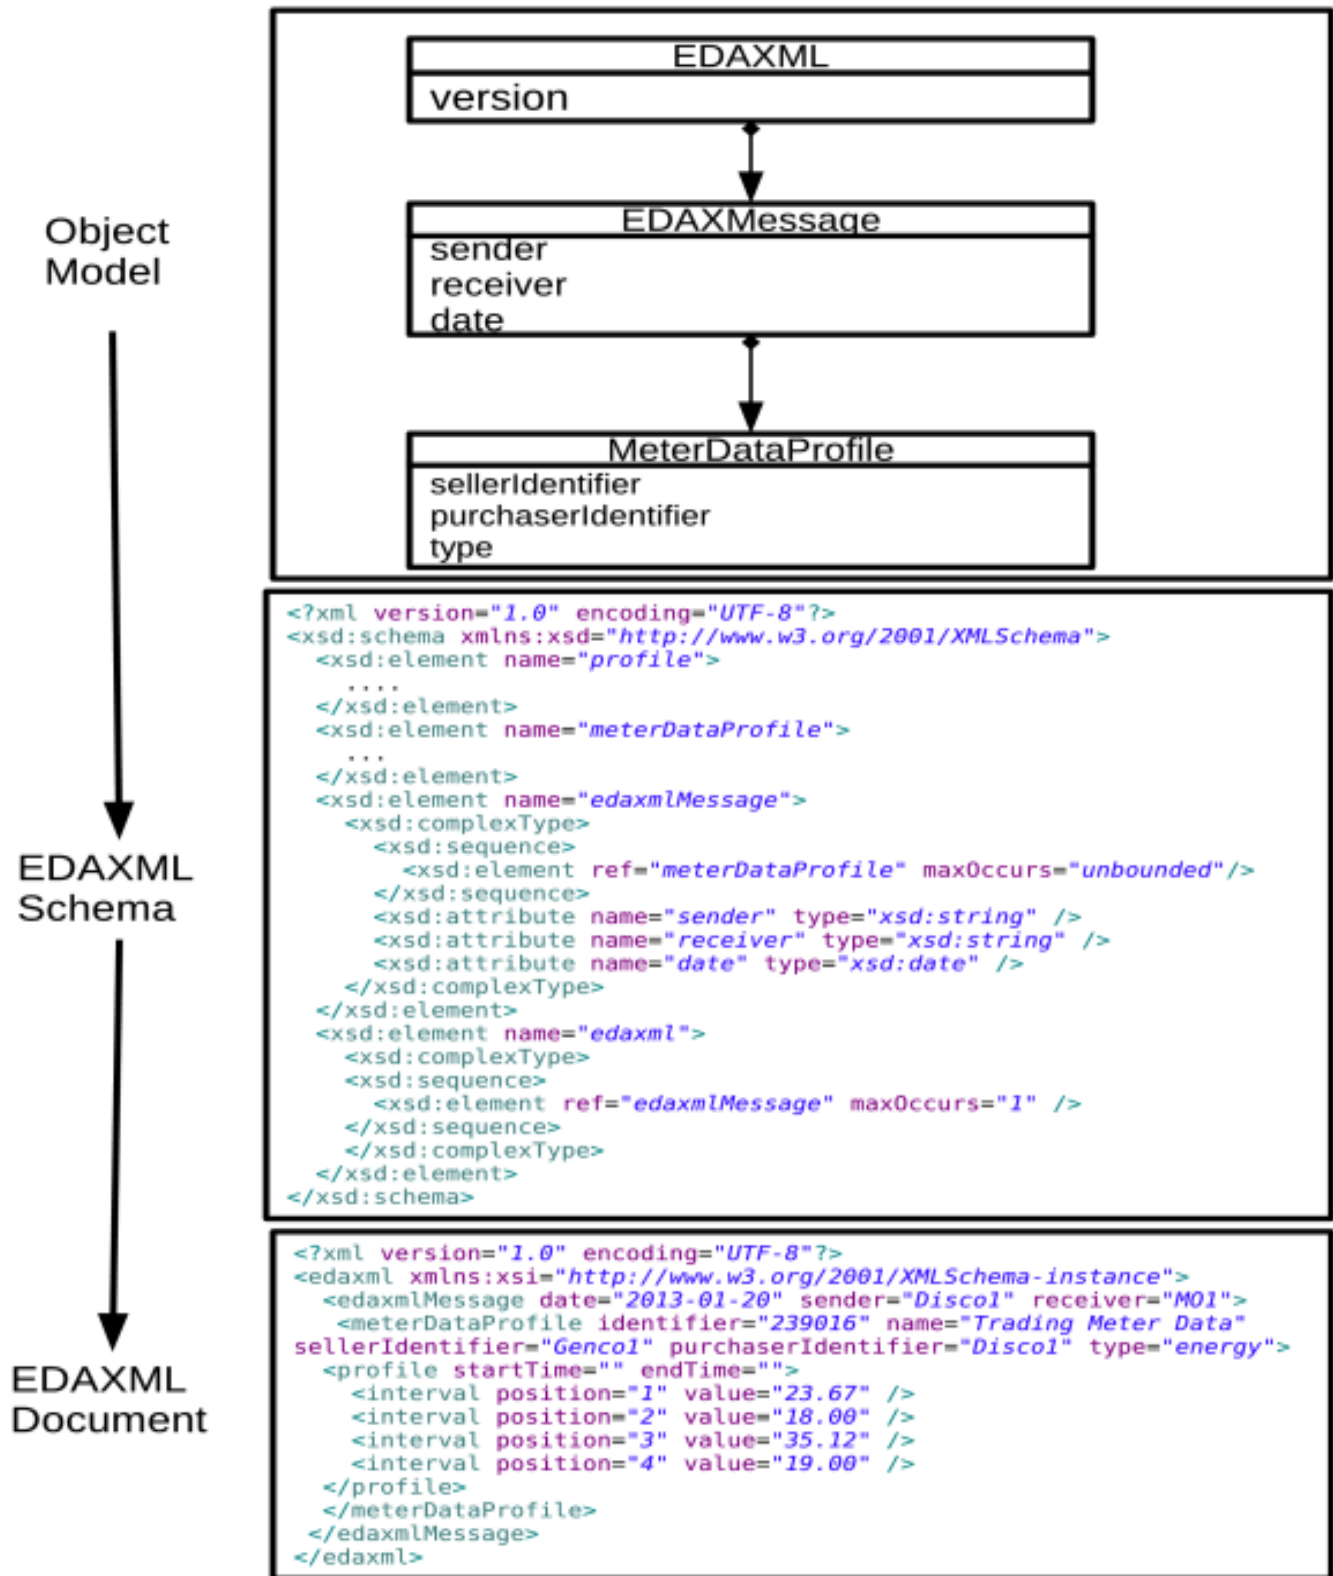 Object
Model
EDAXML
version
EDAXMessage
sender
receiver
date
MeterDataProfile
sellerIdentifier
purchaserIdentifier
type
EDAXML
Schema
<?xml version="1.0" encoding="UTF-8"?>
<xsd:schema xmlns:xsd="http://www.w3.org/2001/XMLSchema">
<xsd:element name="profile">
....
</xsd:element>
<xsd:element name="meterDataProfile">
...
</xsd:element>
<xsd:element name="edaxmlMessage">
<xsd:complexType>
<xsd:sequence>
<xsd:element ref="meterDataProfile" maxOccurs="unbounded"/>
</xsd:sequence>
<xsd:attribute name="sender" type="xsd:string" />
<xsd:attribute name="receiver" type="xsd:string" />
<xsd:attribute name="date" type="xsd:date" />
</xsd:complexType>
</xsd:element>
<xsd:element name="edaxml">
<xsd:complexType>
<xsd:sequence>
<xsd:element ref="edaxmlMessage" maxOccurs="1" />
</xsd:sequence>
</xsd:complexType>
</xsd:element>
</xsd:schema>
EDAXML
Document
<?xml version="1.0" encoding="UTF-8"?>
<edaxml xmlns:xsi="http://www.w3.org/2001/XMLSchema-instance">
<edaxmlMessage date="2013-01-20" sender="Disco1" receiver="MO1">
<meterDataProfile identifier="239016" name="Trading Meter Data"
sellerIdentifier="Genco1" purchaserIdentifier="Disco1" type="energy">
<profile startTime="" endTime="">
<interval position="1" value="23.67" />
<interval position="2" value="18.00" />
<interval position="3" value="35.12" />
<interval position="4" value="19.00" />
</profile>
</meterDataProfile>
</edaxmlMessage>
</edaxml>